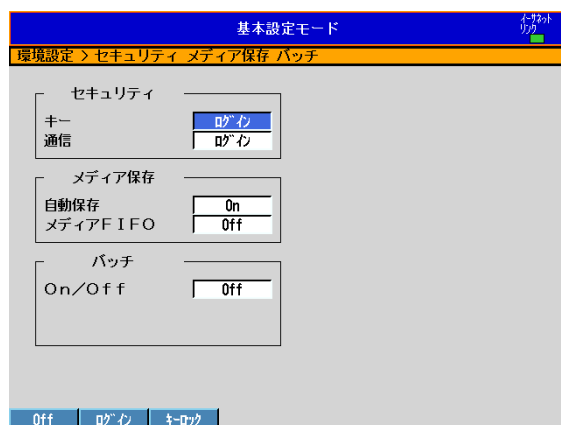 基本設定モード
ｲｰｻﾈｯﾄ
ﾘﾝｸ
環境設定 > セキュリティ メディア保存 バッチ
セキュリティ
キー ﾛｸﾞｲﾝ
通信 ﾛｸﾞｲﾝ
メディア保存
自動保存 On
メディアＦＩＦＯ Off
バッチ
Ｏｎ／Ｏｆｆ Off
Off ﾛｸﾞｲﾝ ｷｰﾛｯｸ